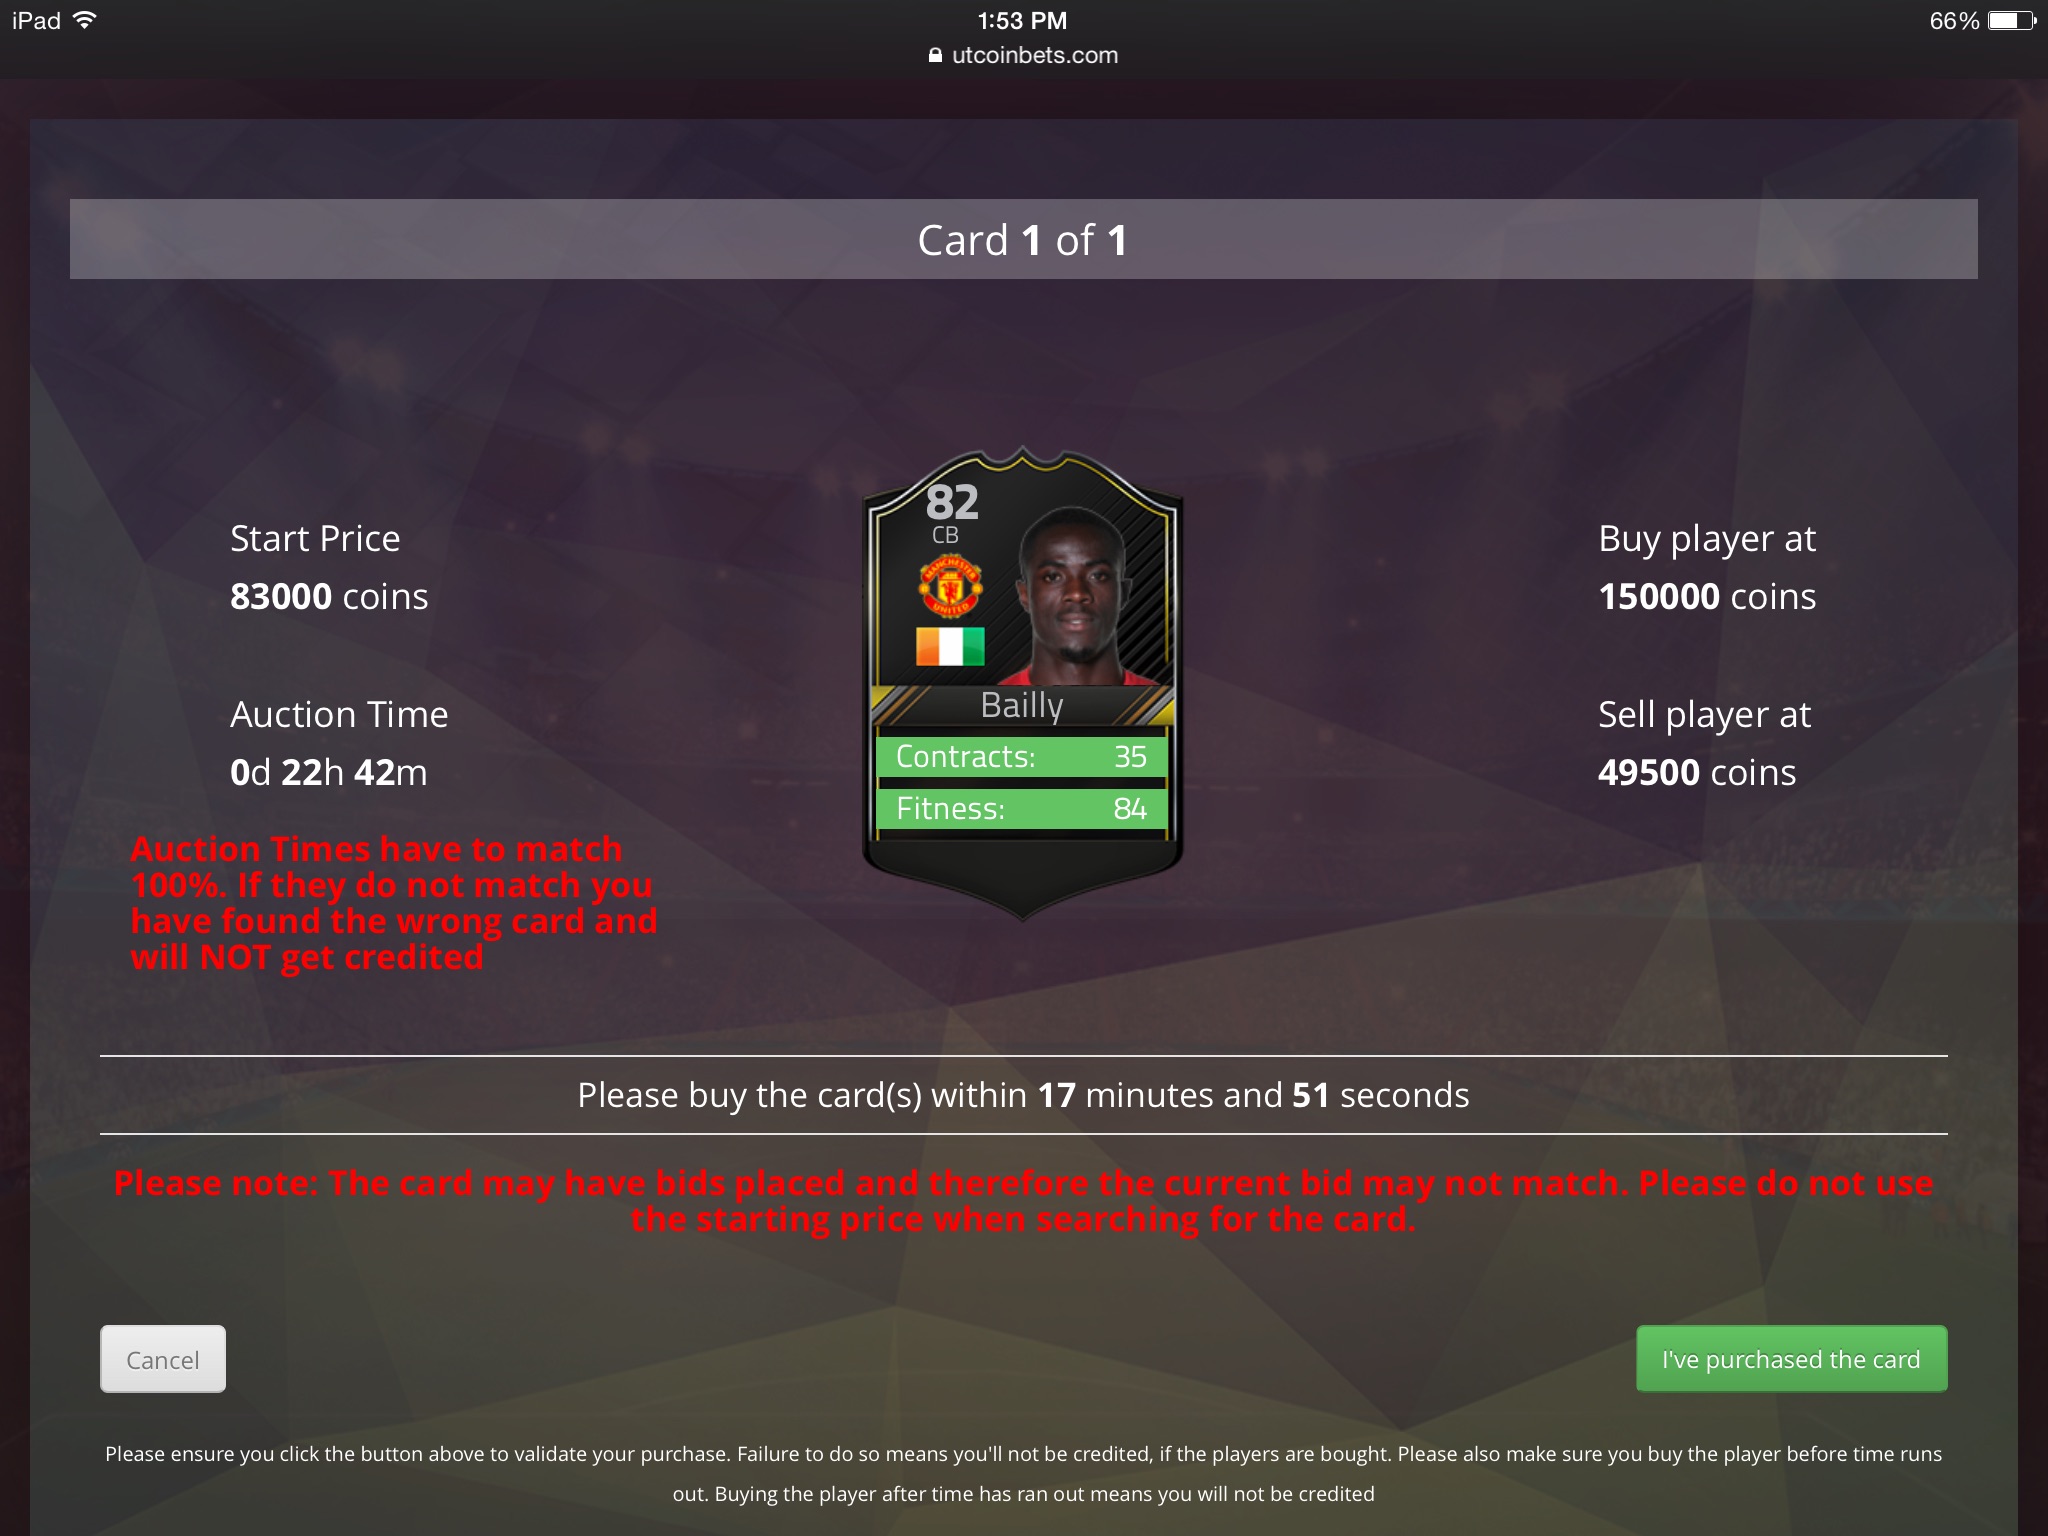 iPad
1:53 PM
66%
utcoinbets.com
Card 1 of 1
Start Price
83000 coins
Auction Time
0d 22h 42m
Auction Times have to match
100%. If they do not match you
have found the wrong card and
will NOT get credited
82
CB
MANCHESTER
UNITED
Bailly
Contracts: 35
Fitness: 84
Buy player at
150000 coins
Sell player at
49500 coins
Please buy the card(s) within 17 minutes and 51 seconds
Please note: The card may have bids placed and therefore the current bid may not match. Please do not use
the starting price when searching for the card.
Cancel
I've purchased the card
Please ensure you click the button above to validate your purchase. Failure to do so means you'll not be credited, if the players are bought. Please also make sure you buy the player before time runs
out. Buying the player after time has ran out means you will not be credited